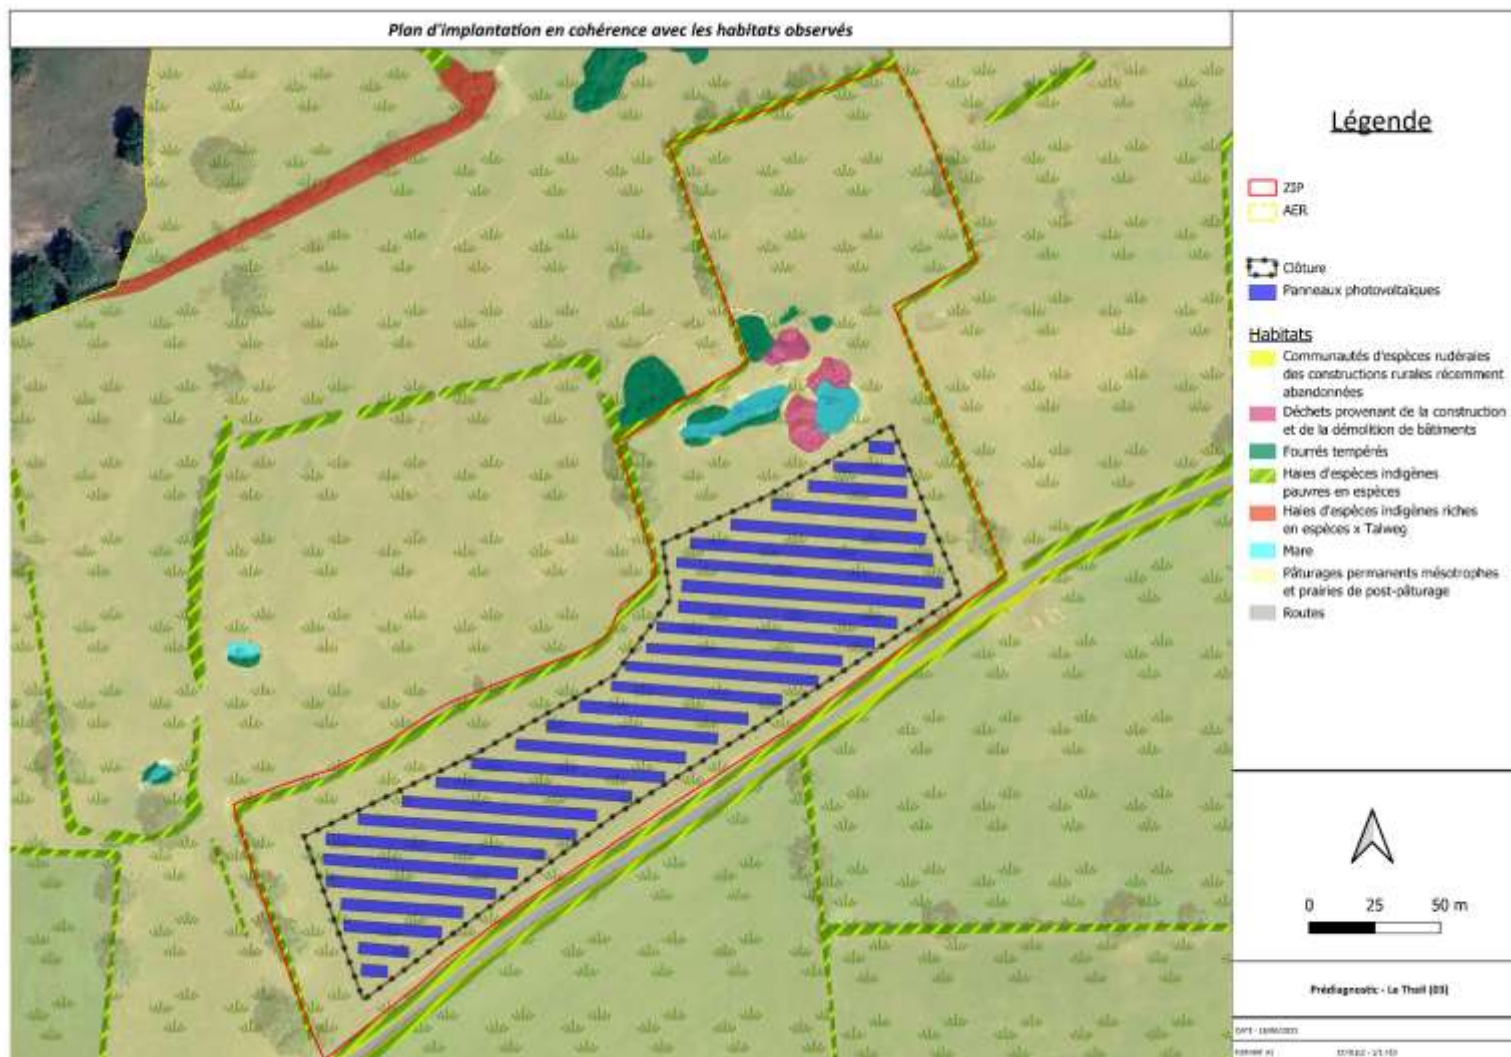 Plan d'implantation en cohérence avec les habitats observés
Légende
ZIP
AER
Clôture
Panneaux photovoltaïques
Habitats
Communautés d'espèces rudérales
des constructions rurales récemment
abandonnées
Déchets provenant de la construction
et de la démolition de bâtiments
Fourrés tempérés
Haies d'espèces indigènes
pauvres en espèces
Haies d'espèces indigènes riches
en espèces x Talweg
Mare
Pâturages permanents mésotrophes
et prairies de post-pâturage
Routes
0 25 50 m
Prédiagnostic - Le Theil (03)